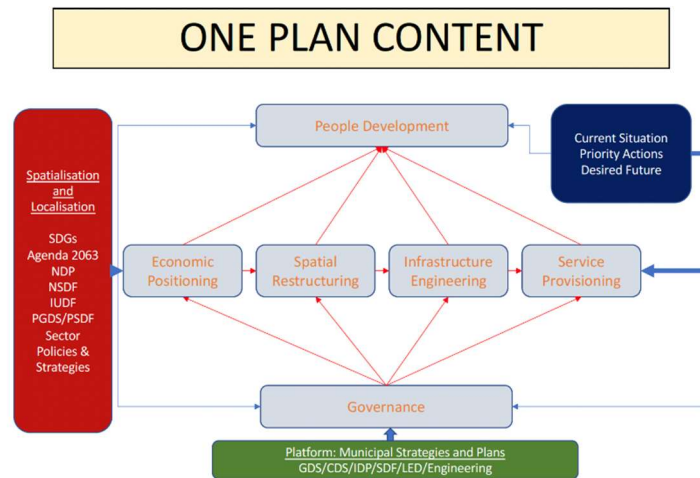 ONE PLAN CONTENT
People Development
Current Situation
Priority Actions
Desired Future
Spatialisation
and
Localisation
SDGs
Agenda 2063
NDP
NSDF
IUDF
PGDS/PSDF
Sector
Policies &
Strategies
Economic
Positioning
Spatial
Restructuring
Infrastructure
Engineering
Service
Provisioning
Governance
Platform: Municipal Strategies and Plans
GDS/CDS/IDP/SDF/LED/Engineering